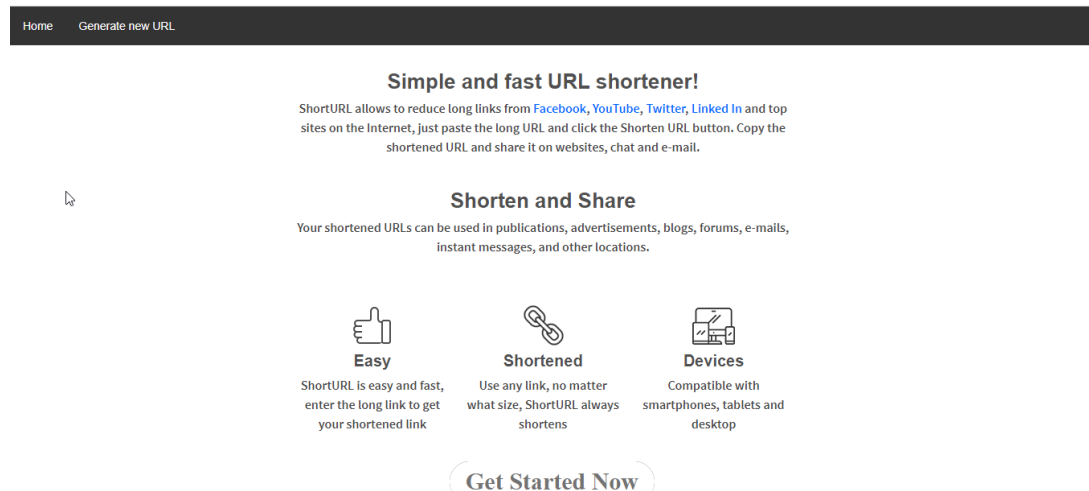 Home Generate new URL
Simple and fast URL shortener!
ShortURL allows to reduce long links from Facebook, YouTube, Twitter, Linked In and top
sites on the Internet, just paste the long URL and click the Shorten URL button. Copy the
shortened URL and share it on websites, chat and e-mail.
Shorten and Share
Your shortened URLs can be used in publications, advertisements, blogs, forums, e-mails,
instant messages, and other locations.
Easy
ShortURL is easy and fast,
enter the long link to get
your shortened link
Shortened
Use any link, no matter
what size, ShortURL always
shortens
Devices
Compatible with
smartphones, tablets and
desktop
Get Started Now